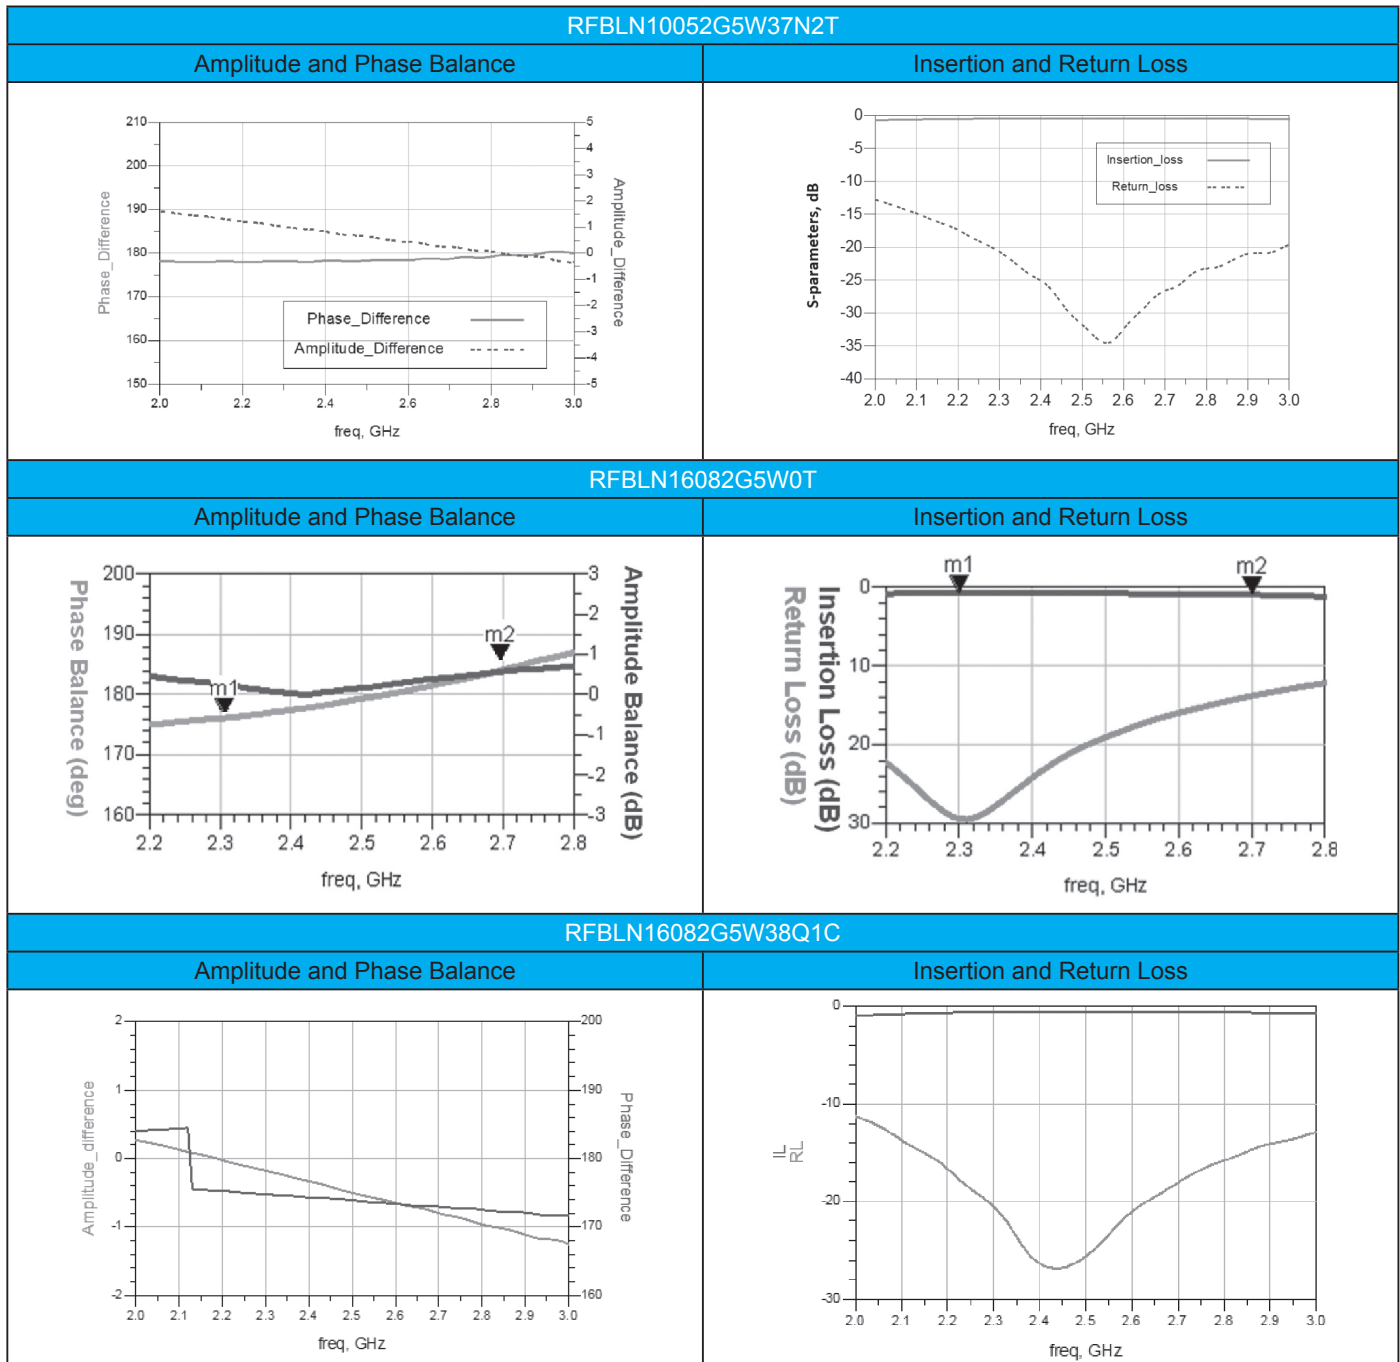 RFBLN10052G5W37N2T
Amplitude and Phase Balance
Insertion and Return Loss
210
200
190
180
170
160
150
Phase_Difference
5
4
3
2
1
0
-1
-2
-3
-4
-5
Amplitude_Difference
Phase_Difference
Amplitude_Difference
2.0 2.2 2.4 2.6 2.8 3.0
freq, GHz
0
-5
-10
-15
-20
-25
-30
-35
-40
S-parameters, dB
Insertion_loss
Return_loss
2.0 2.1 2.2 2.3 2.4 2.5 2.6 2.7 2.8 2.9 3.0
freq, GHz
RFBLN16082G5W0T
Amplitude and Phase Balance
Insertion and Return Loss
Phase Balance (deg)
200
190
180
170
160
m1
m2
3
2
1
0
-1
-2
-3
Amplitude Balance (dB)
2.2 2.3 2.4 2.5 2.6 2.7 2.8
freq, GHz
Return Loss (dB)
Insertion Loss (dB)
m1
m2
0
10
20
30
2.2 2.3 2.4 2.5 2.6 2.7 2.8
freq, GHz
RFBLN16082G5W38Q1C
Amplitude and Phase Balance
Insertion and Return Loss
Amplitude_difference
2
1
0
-1
-2
200
190
180
170
160
Phase_Difference
2.0 2.1 2.2 2.3 2.4 2.5 2.6 2.7 2.8 2.9 3.0
freq, GHz
IL
RL
0
-10
-20
-30
2.0 2.1 2.2 2.3 2.4 2.5 2.6 2.7 2.8 2.9 3.0
freq, GHz